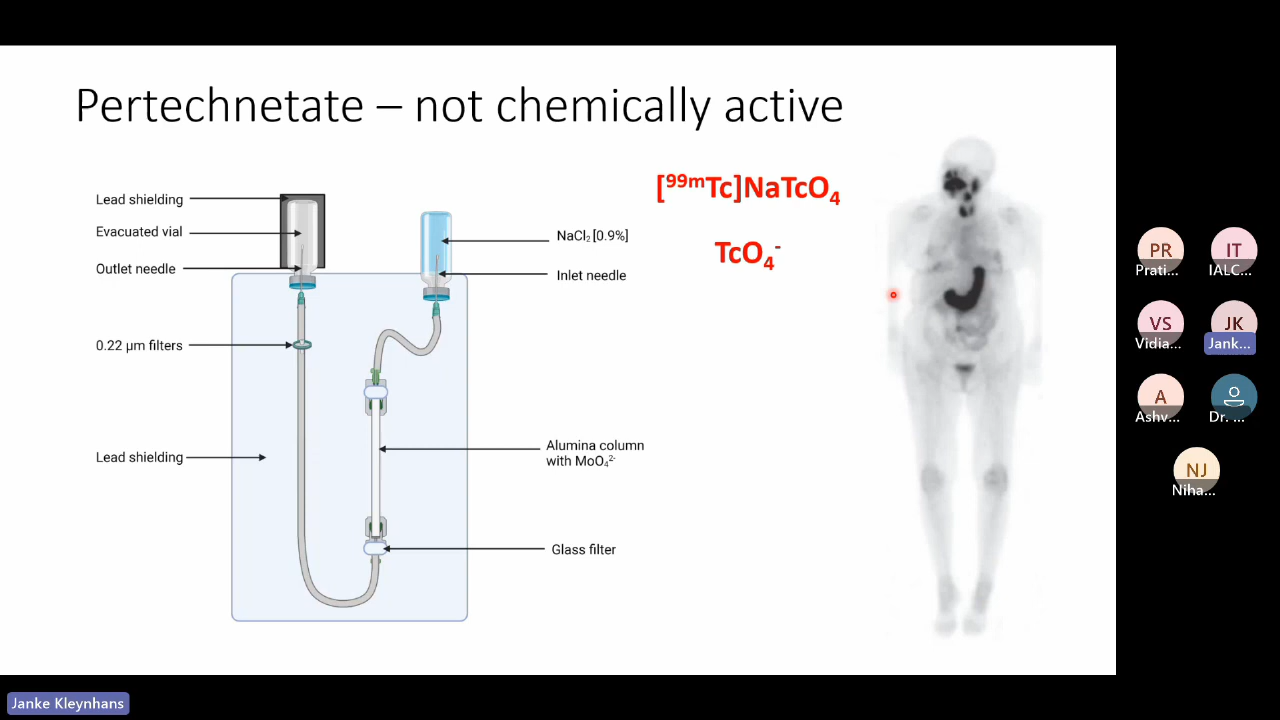 Pertechnetate – not chemically active
[⁹⁹ᵐTc]NaTcO₄
TcO₄⁻
Lead shielding
Evacuated vial
Outlet needle
0.22 µm filters
Lead shielding
NaCl₂ [0.9%]
Inlet needle
Alumina column
with MoO₄²⁻
Glass filter
PR
Prati...
IT
IALC...
VS
Vidia...
JK
Jank...
A
Ashv...
Dr. ...
NJ
Niha...
Janke Kleynhans